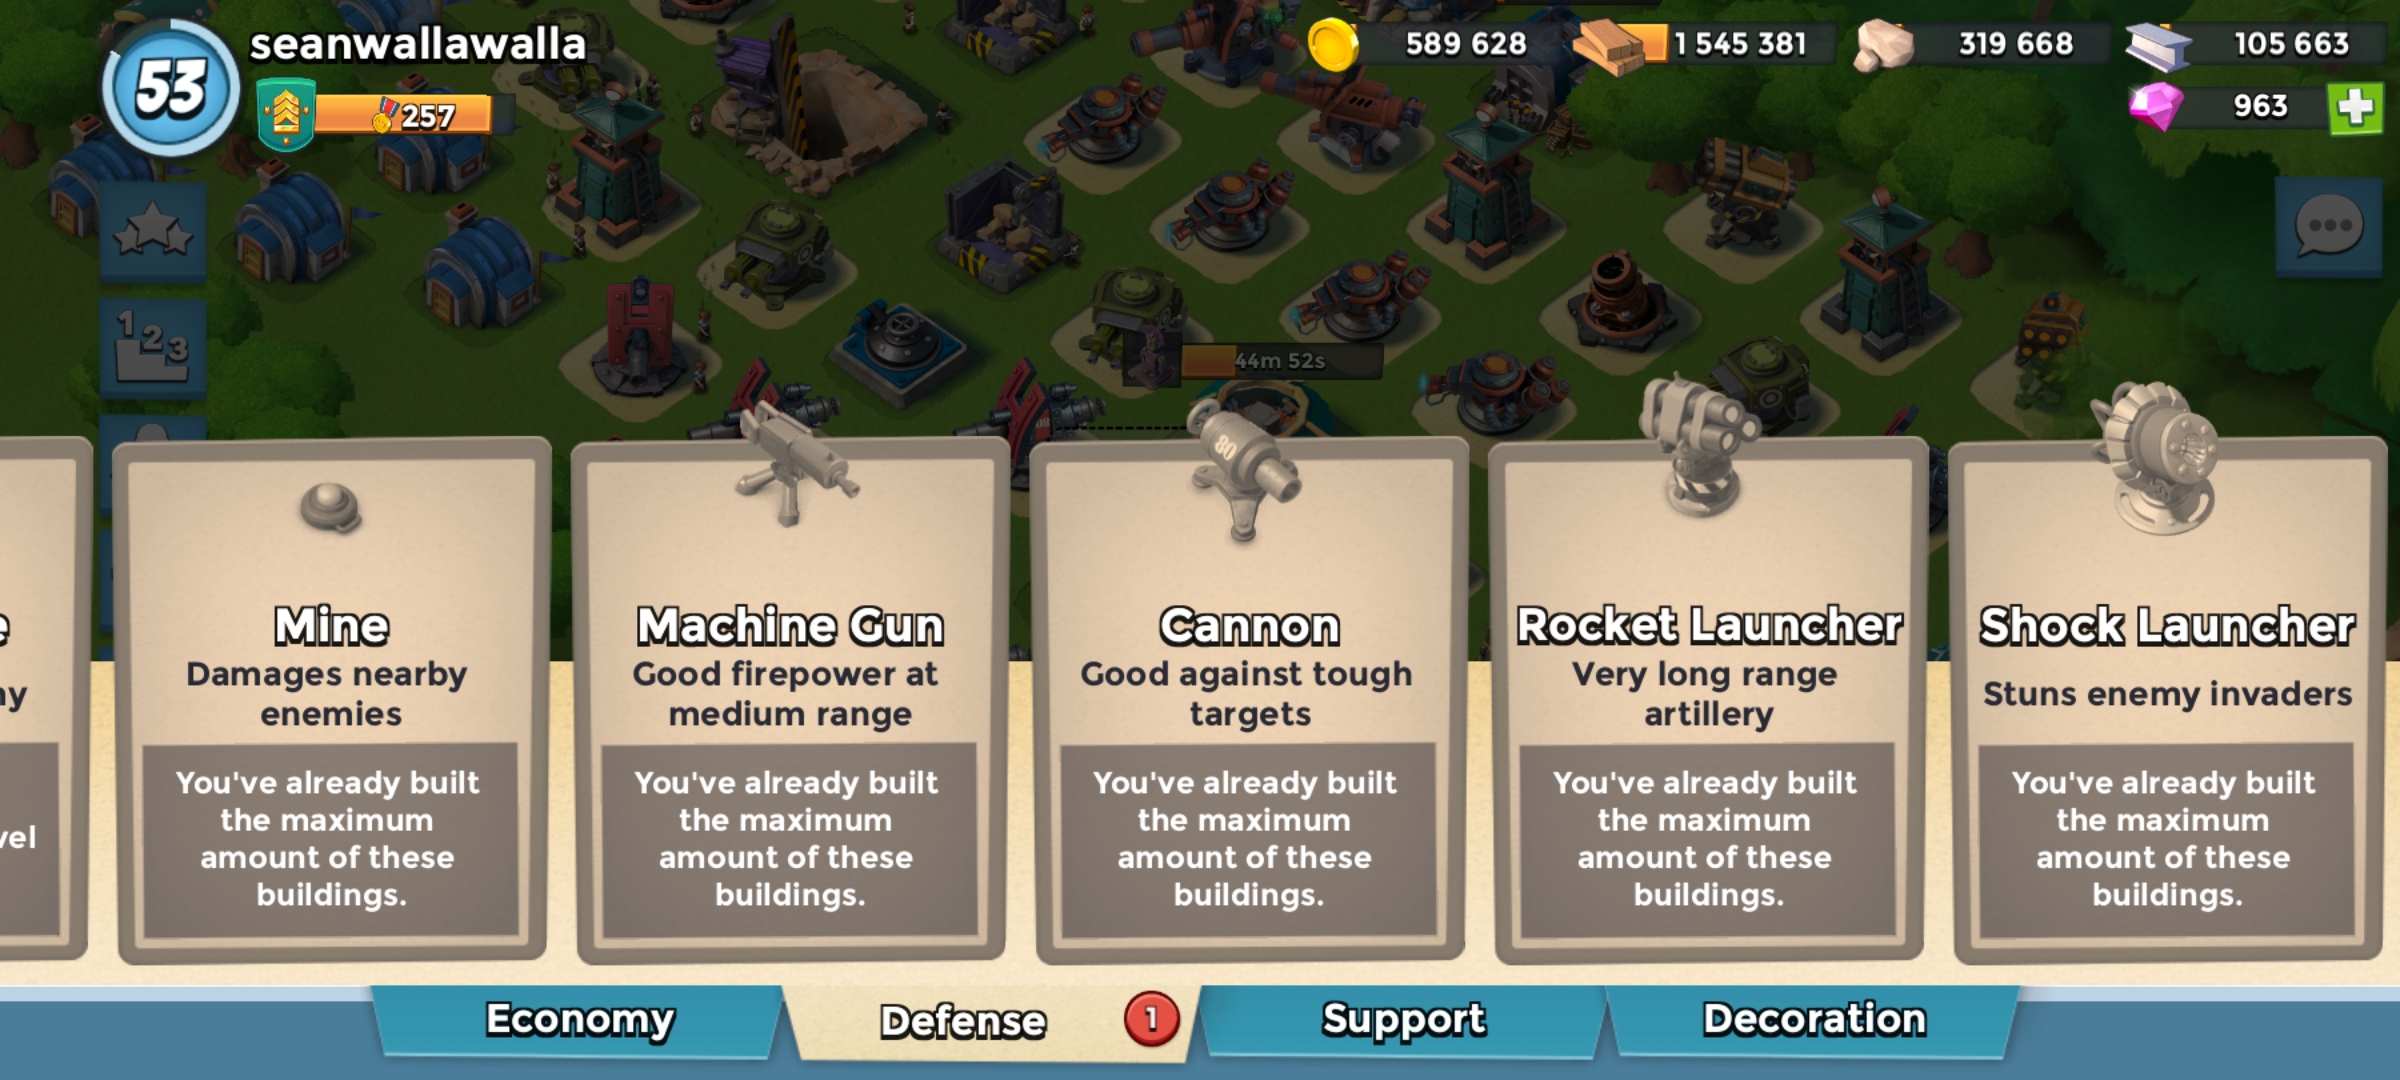 53
seanwallawalla
257
589 628
1 545 381
319 668
105 663
963
1 2 3
44m 52s
80
Mine
Damages nearby
enemies
You've already built
the maximum
amount of these
buildings.
Machine Gun
Good firepower at
medium range
You've already built
the maximum
amount of these
buildings.
Cannon
Good against tough
targets
You've already built
the maximum
amount of these
buildings.
Rocket Launcher
Very long range
artillery
You've already built
the maximum
amount of these
buildings.
Shock Launcher
Stuns enemy invaders
You've already built
the maximum
amount of these
buildings.
Economy
Defense
1
Support
Decoration